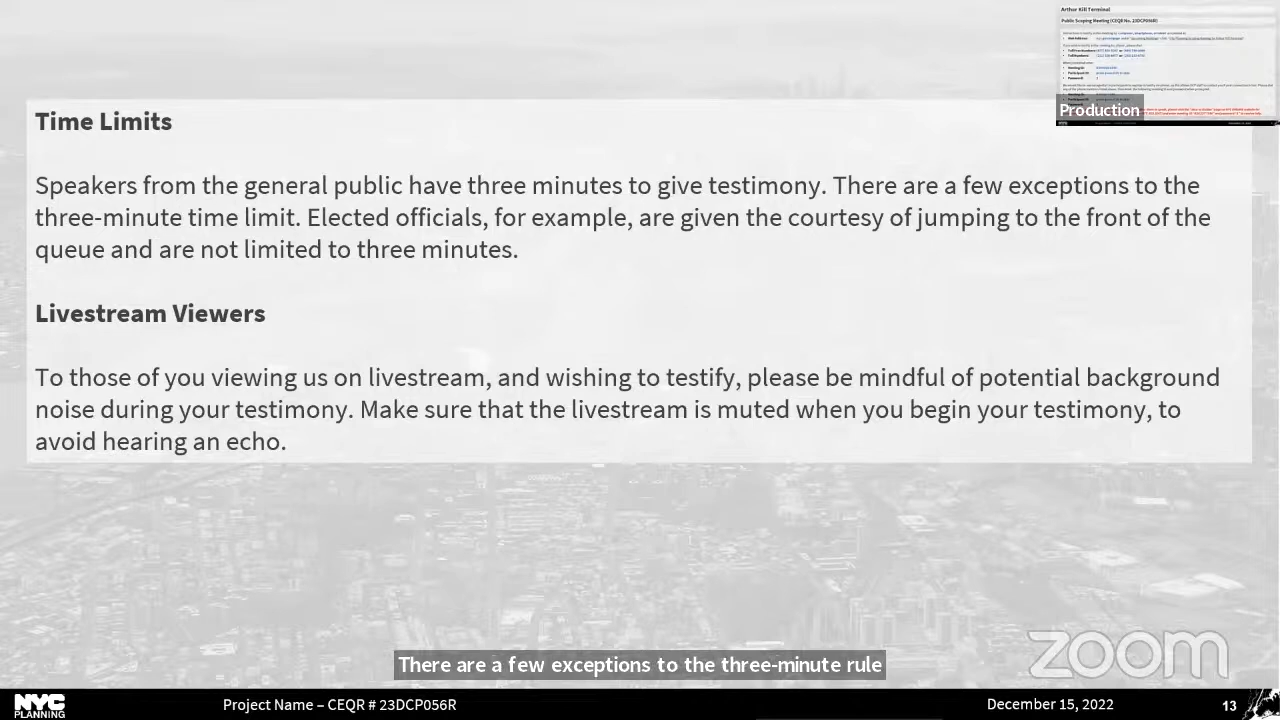 Arthur Kill Terminal
Public Scoping Meeting (CEQR No. 23DCP056R)
Production
Time Limits
Speakers from the general public have three minutes to give testimony. There are a few exceptions to the
three-minute time limit. Elected officials, for example, are given the courtesy of jumping to the front of the
queue and are not limited to three minutes.
Livestream Viewers
To those of you viewing us on livestream, and wishing to testify, please be mindful of potential background
noise during your testimony. Make sure that the livestream is muted when you begin your testimony, to
avoid hearing an echo.
There are a few exceptions to the three-minute rule
zoom
NYC
PLANNING
Project Name – CEQR # 23DCP056R
December 15, 2022
13